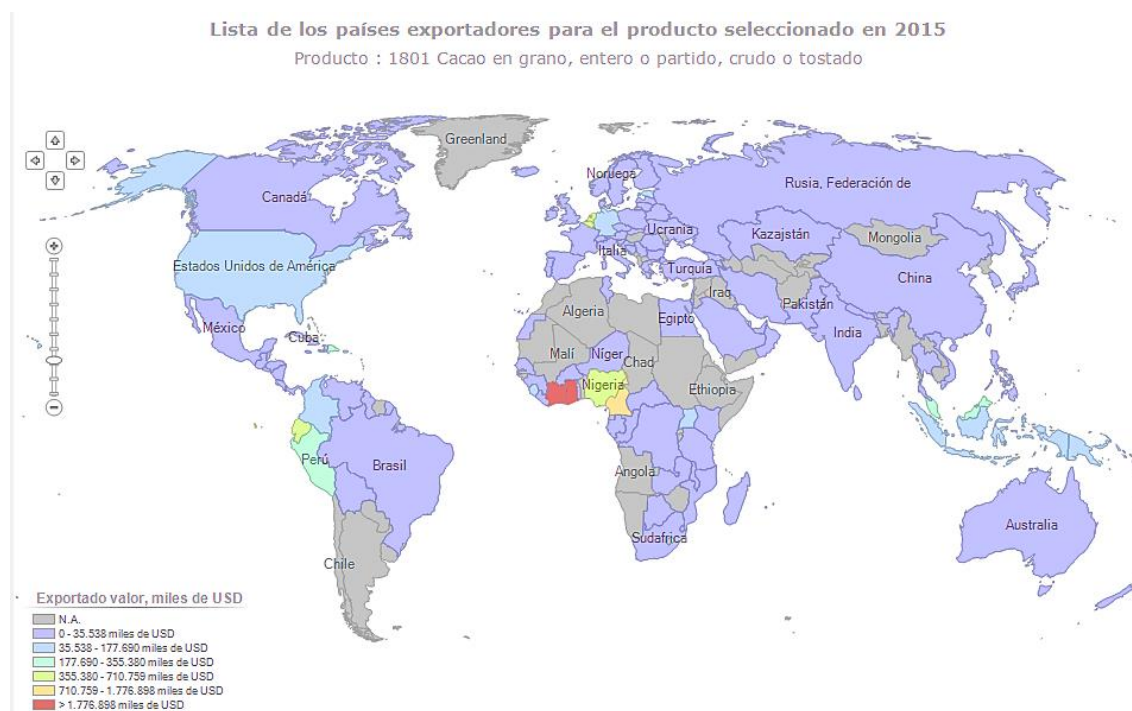 Lista de los países exportadores para el producto seleccionado en 2015
Producto : 1801 Cacao en grano, entero o partido, crudo o tostado
Greenland
Noruega
Rusia, Federación de
Canadá
Ucrania
Kazajstán
Mongolia
Italia
Estados Unidos de América
Turquía
China
Iraq
Pakistán
Algeria
Egipto
México
Cuba
India
Malí
Níger
Chad
Nigeria
Ethiopia
Perú
Brasil
Angola
Australia
Sudafrica
Chile
Exportado valor, miles de USD
N.A.
0 - 35.538 miles de USD
35.538 - 177.690 miles de USD
177.690 - 355.380 miles de USD
355.380 - 710.759 miles de USD
710.759 - 1.776.898 miles de USD
> 1.776.898 miles de USD